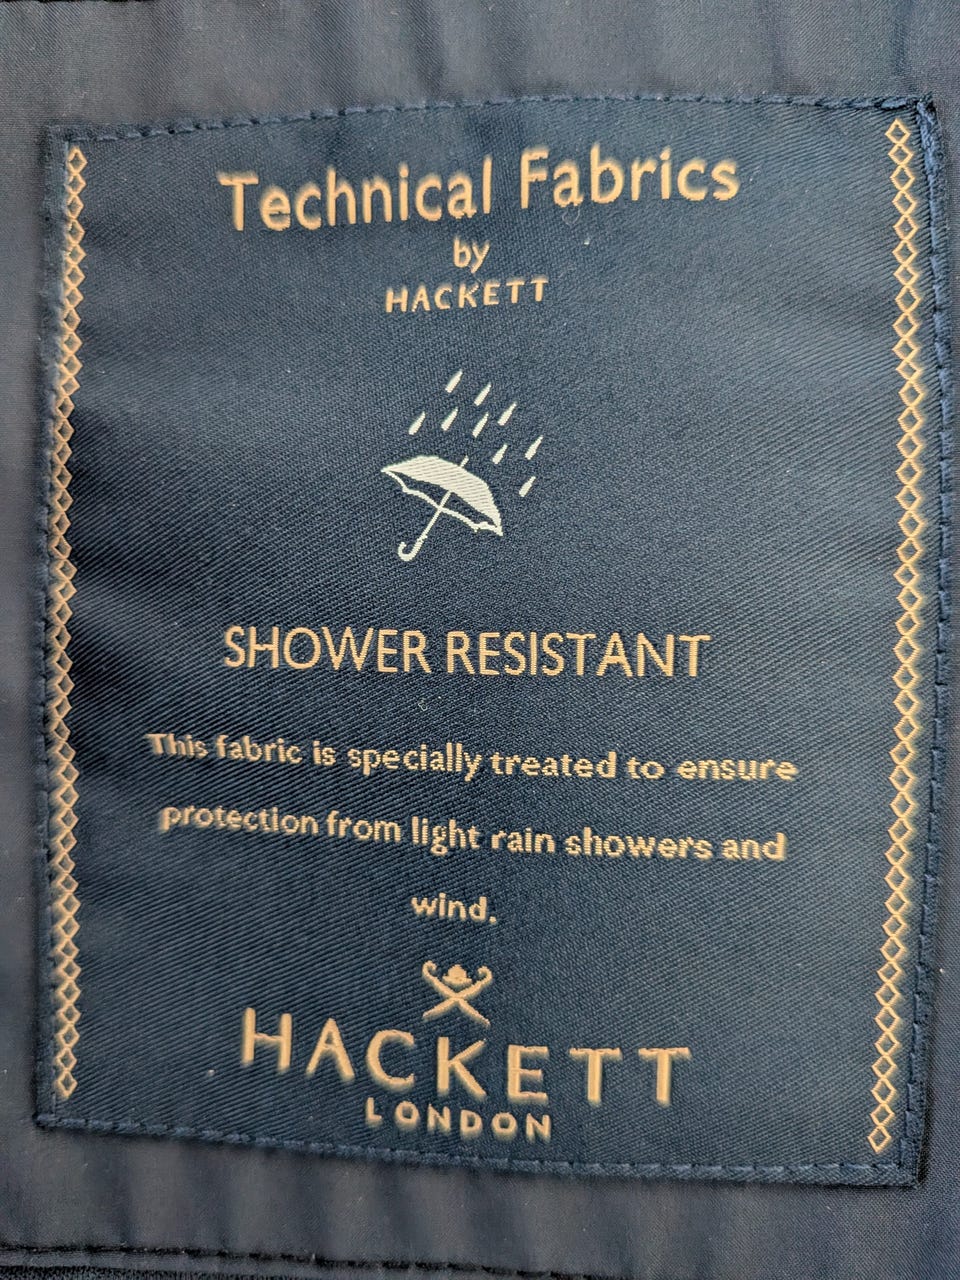 Technical Fabrics
by
HACKETT
SHOWER RESISTANT
This fabric is specially treated to ensure
protection from light rain showers and
wind.
HACKETT
LONDON